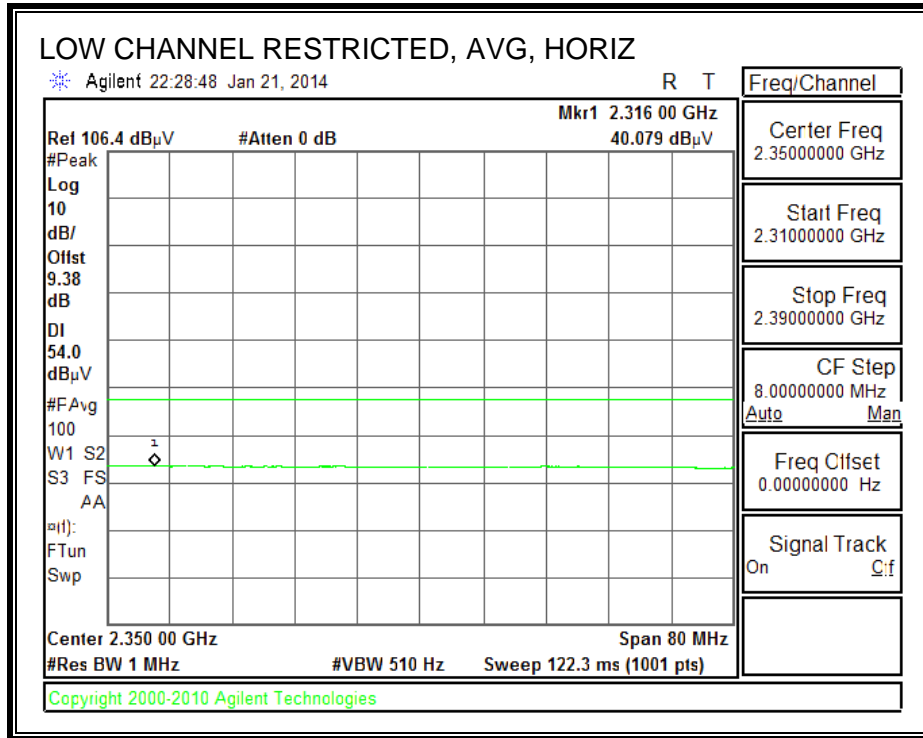 LOW CHANNEL RESTRICTED, AVG, HORIZ
Agilent 22:28:48 Jan 21, 2014 R T
Mkr1 2.316 00 GHz
Ref 106.4 dBµV #Atten 0 dB 40.079 dBµV
#Peak
Log
10
dB/
Offst
9.38
dB
DI
54.0
dBµV
#FAvg
100
W1 S2
S3 FS
AA
¤(f):
FTun
Swp
1
Center 2.350 00 GHz Span 80 MHz
#Res BW 1 MHz #VBW 510 Hz Sweep 122.3 ms (1001 pts)
Freq/Channel
Center Freq
2.35000000 GHz
Start Freq
2.31000000 GHz
Stop Freq
2.39000000 GHz
CF Step
8.00000000 MHz
Auto Man
Freq Offset
0.00000000 Hz
Signal Track
On Off
Copyright 2000-2010 Agilent Technologies